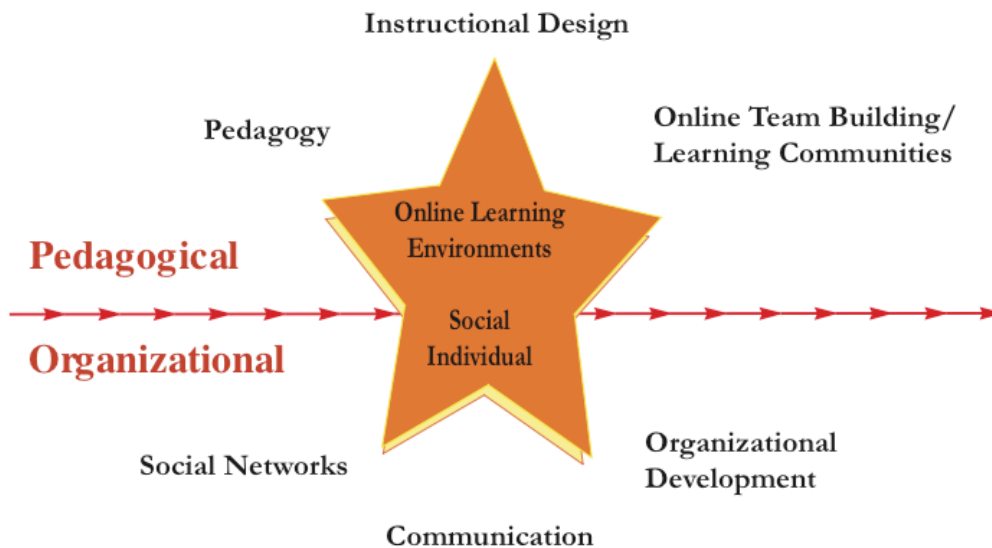 Instructional Design
Pedagogy
Online Team Building/
Learning Communities
Online Learning
Environments
Pedagogical
Social
Individual
Organizational
Social Networks
Organizational
Development
Communication